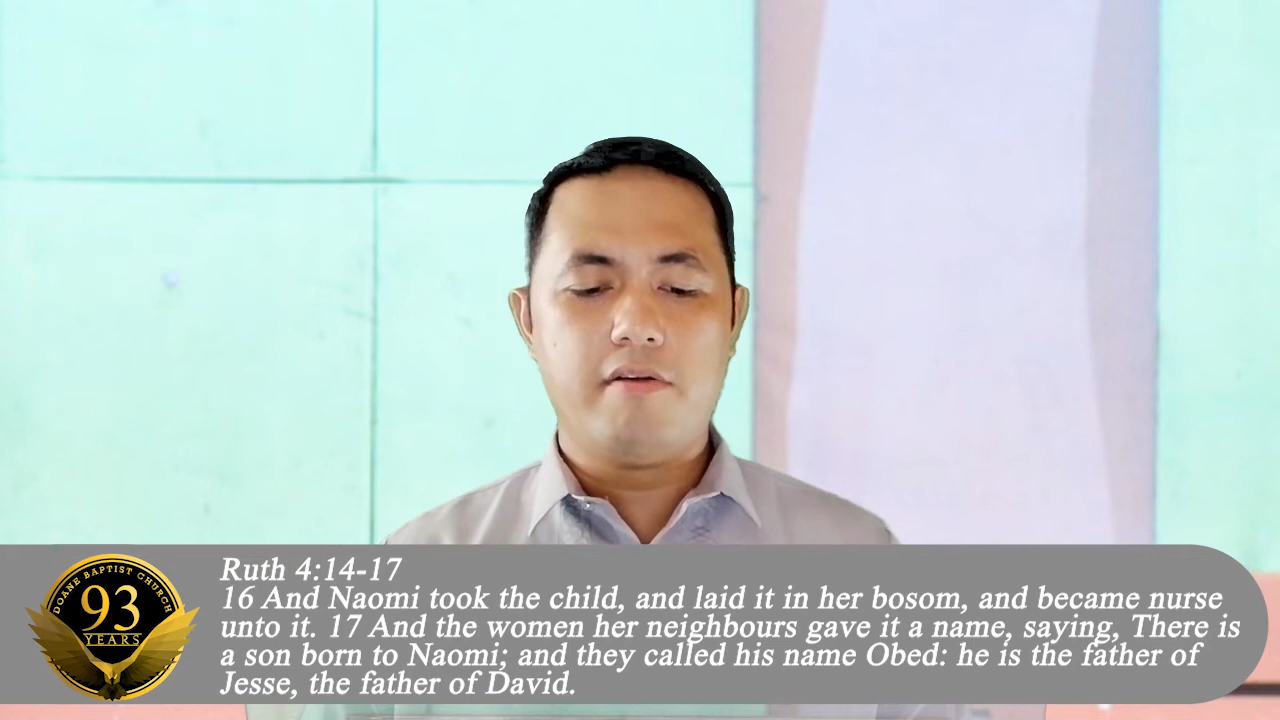 DOANE BAPTIST CHURCH
93
YEARS
Ruth 4:14-17
16 And Naomi took the child, and laid it in her bosom, and became nurse
unto it. 17 And the women her neighbours gave it a name, saying, There is
a son born to Naomi; and they called his name Obed: he is the father of
Jesse, the father of David.